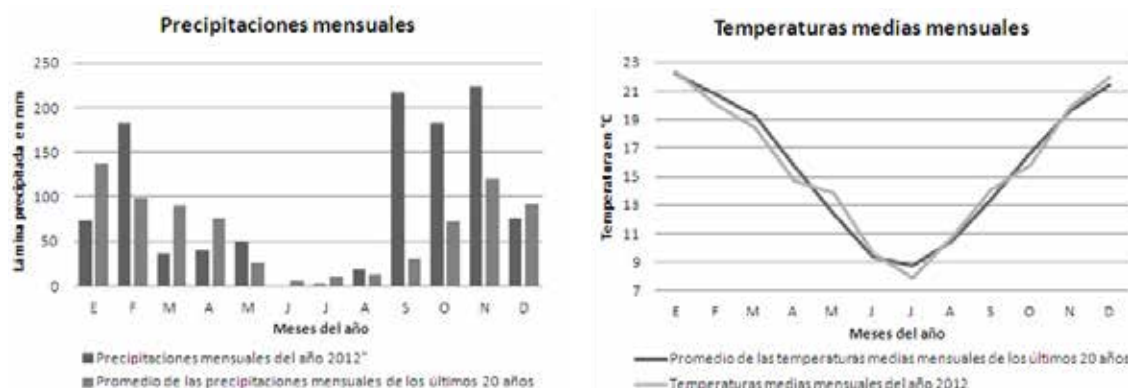 Precipitaciones mensuales
Lámina precipitada en mm
250
200
150
100
50
0
E F M A M J J A S O N D
Meses del año
Precipitaciones mensuales del año 2012"
Promedio de las precipitaciones mensuales de los últimos 20 años
Temperaturas medias mensuales
Temperatura en °C
23
21
19
17
15
13
11
9
7
E F M A M J J A S O N D
Meses del año
Promedio de las temperaturas medias mensuales de los últimos 20 años
Temperaturas medias mensuales del año 2012